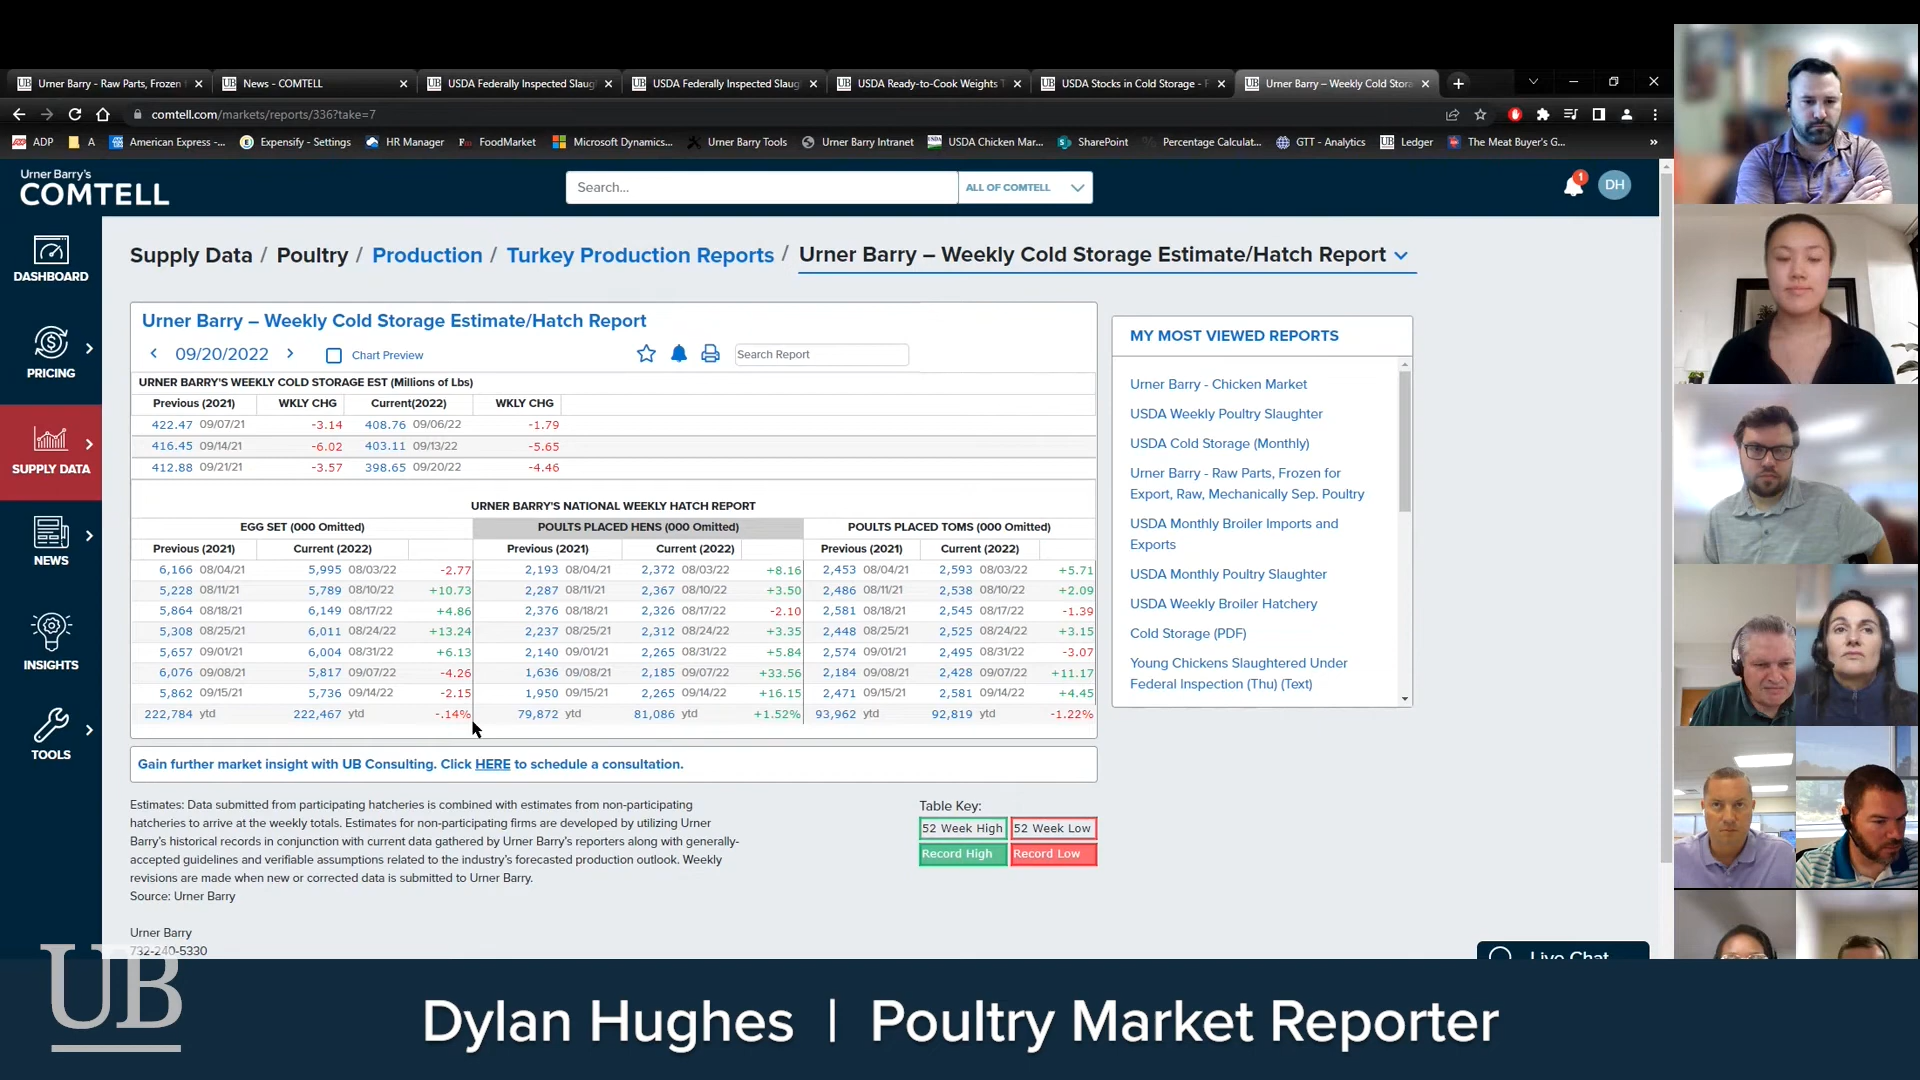 Urner Barry - Raw Parts, Frozen
News - COMTELL
USDA Federally Inspected Slaug
USDA Federally Inspected Slaug
USDA Ready-to-Cook Weights T
USDA Stocks in Cold Storage -
Urner Barry – Weekly Cold Stora
comtell.com/markets/reports/336?take=7
ADP
A
American Express -...
Expensify - Settings
HR Manager
FoodMarket
Microsoft Dynamics...
Urner Barry Tools
Urner Barry Intranet
USDA Chicken Mar...
SharePoint
Percentage Calculat...
GTT - Analytics
Ledger
The Meat Buyer's G...
»
Urner Barry's
COMTELL
Search...
ALL OF COMTELL
1
DH
DASHBOARD
PRICING
SUPPLY DATA
NEWS
INSIGHTS
TOOLS
Supply Data / Poultry / Production / Turkey Production Reports / Urner Barry – Weekly Cold Storage Estimate/Hatch Report
Urner Barry – Weekly Cold Storage Estimate/Hatch Report
09/20/2022
Chart Preview
Search Report
URNER BARRY'S WEEKLY COLD STORAGE EST (Millions of Lbs)
Previous (2021) WKLY CHG Current(2022) WKLY CHG
422.47 09/07/21 -3.14 408.76 09/06/22 -1.79
416.45 09/14/21 -6.02 403.11 09/13/22 -5.65
412.88 09/21/21 -3.57 398.65 09/20/22 -4.46
URNER BARRY'S NATIONAL WEEKLY HATCH REPORT
EGG SET (000 Omitted) POULTS PLACED HENS (000 Omitted) POULTS PLACED TOMS (000 Omitted)
Previous (2021) Current (2022) Previous (2021) Current (2022) Previous (2021) Current (2022)
6,166 08/04/21 5,995 08/03/22 -2.77 2,193 08/04/21 2,372 08/03/22 +8.16 2,453 08/04/21 2,593 08/03/22 +5.71
5,228 08/11/21 5,789 08/10/22 +10.73 2,287 08/11/21 2,367 08/10/22 +3.50 2,486 08/11/21 2,538 08/10/22 +2.09
5,864 08/18/21 6,149 08/17/22 +4.86 2,376 08/18/21 2,326 08/17/22 -2.10 2,581 08/18/21 2,545 08/17/22 -1.39
5,308 08/25/21 6,011 08/24/22 +13.24 2,237 08/25/21 2,312 08/24/22 +3.35 2,448 08/25/21 2,525 08/24/22 +3.15
5,657 09/01/21 6,004 08/31/22 +6.13 2,140 09/01/21 2,265 08/31/22 +5.84 2,574 09/01/21 2,495 08/31/22 -3.07
6,076 09/08/21 5,817 09/07/22 -4.26 1,636 09/08/21 2,185 09/07/22 +33.56 2,184 09/08/21 2,428 09/07/22 +11.17
5,862 09/15/21 5,736 09/14/22 -2.15 1,950 09/15/21 2,265 09/14/22 +16.15 2,471 09/15/21 2,581 09/14/22 +4.45
222,784 ytd 222,467 ytd -.14% 79,872 ytd 81,086 ytd +1.52% 93,962 ytd 92,819 ytd -1.22%
Gain further market insight with UB Consulting. Click HERE to schedule a consultation.
Estimates: Data submitted from participating hatcheries is combined with estimates from non-participating
hatcheries to arrive at the weekly totals. Estimates for non-participating firms are developed by utilizing Urner
Barry's historical records in conjunction with current data gathered by Urner Barry's reporters along with generally-
accepted guidelines and verifiable assumptions related to the industry's forecasted production outlook. Weekly
revisions are made when new or corrected data is submitted to Urner Barry.
Source: Urner Barry
Urner Barry
732-240-5330
Table Key:
52 Week High 52 Week Low
Record High Record Low
MY MOST VIEWED REPORTS
Urner Barry - Chicken Market
USDA Weekly Poultry Slaughter
USDA Cold Storage (Monthly)
Urner Barry - Raw Parts, Frozen for
Export, Raw, Mechanically Sep. Poultry
USDA Monthly Broiler Imports and
Exports
USDA Monthly Poultry Slaughter
USDA Weekly Broiler Hatchery
Cold Storage (PDF)
Young Chickens Slaughtered Under
Federal Inspection (Thu) (Text)
Live Chat
UB
Dylan Hughes | Poultry Market Reporter